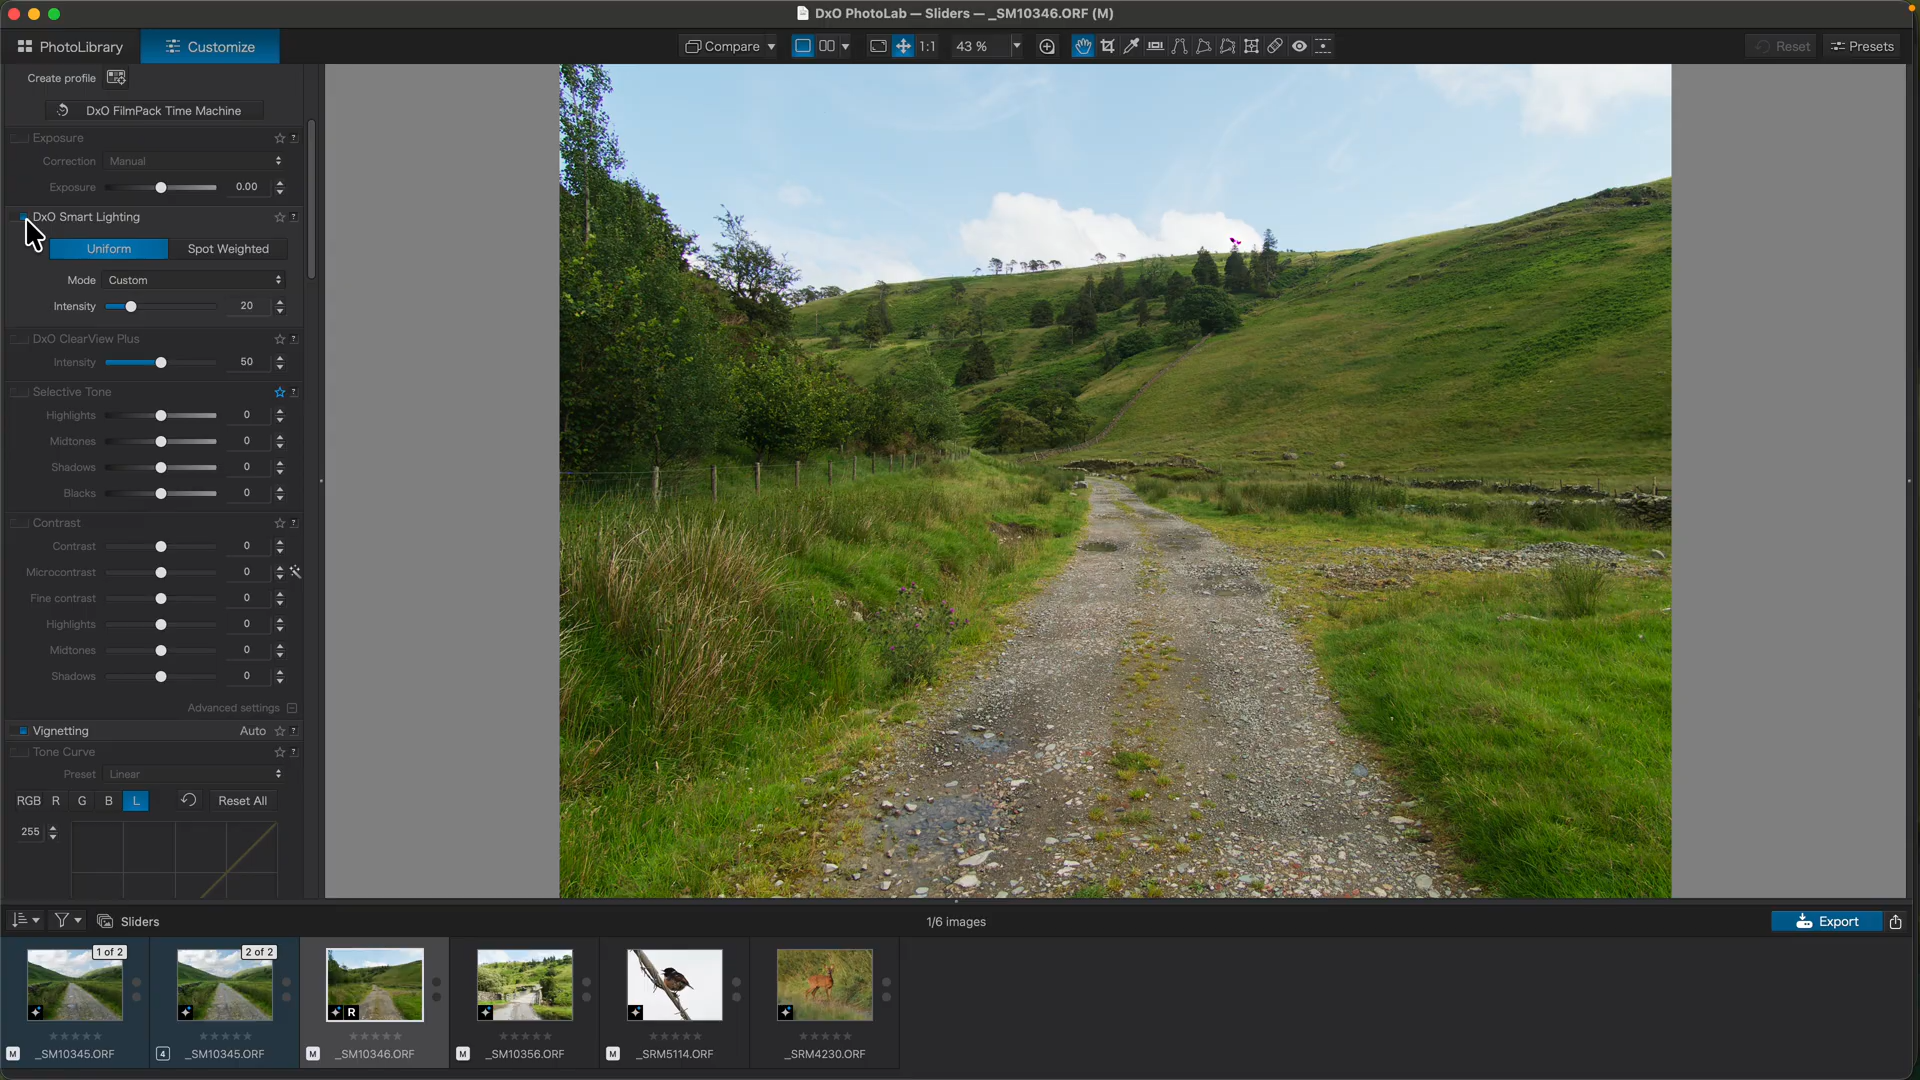 DxO PhotoLab — Sliders — _SM10346.ORF (M)
PhotoLibrary
Customize
Compare
1:1
43 %
Reset
Presets
Create profile
DxO FilmPack Time Machine
Exposure
?
Correction Manual
Exposure 0.00
DxO Smart Lighting
?
Uniform Spot Weighted
Mode Custom
Intensity 20
DxO ClearView Plus
?
Intensity 50
Selective Tone
?
Highlights 0
Midtones 0
Shadows 0
Blacks 0
Contrast
?
Contrast 0
Microcontrast 0
Fine contrast 0
Highlights 0
Midtones 0
Shadows 0
Advanced settings
Vignetting Auto ?
Tone Curve
?
Preset Linear
RGB R G B L Reset All
255
Sliders
1/6 images
Export
1 of 2
2 of 2
R
M _SM10345.ORF
4 _SM10345.ORF
M _SM10346.ORF
M _SM10356.ORF
M _SRM5114.ORF
_SRM4230.ORF